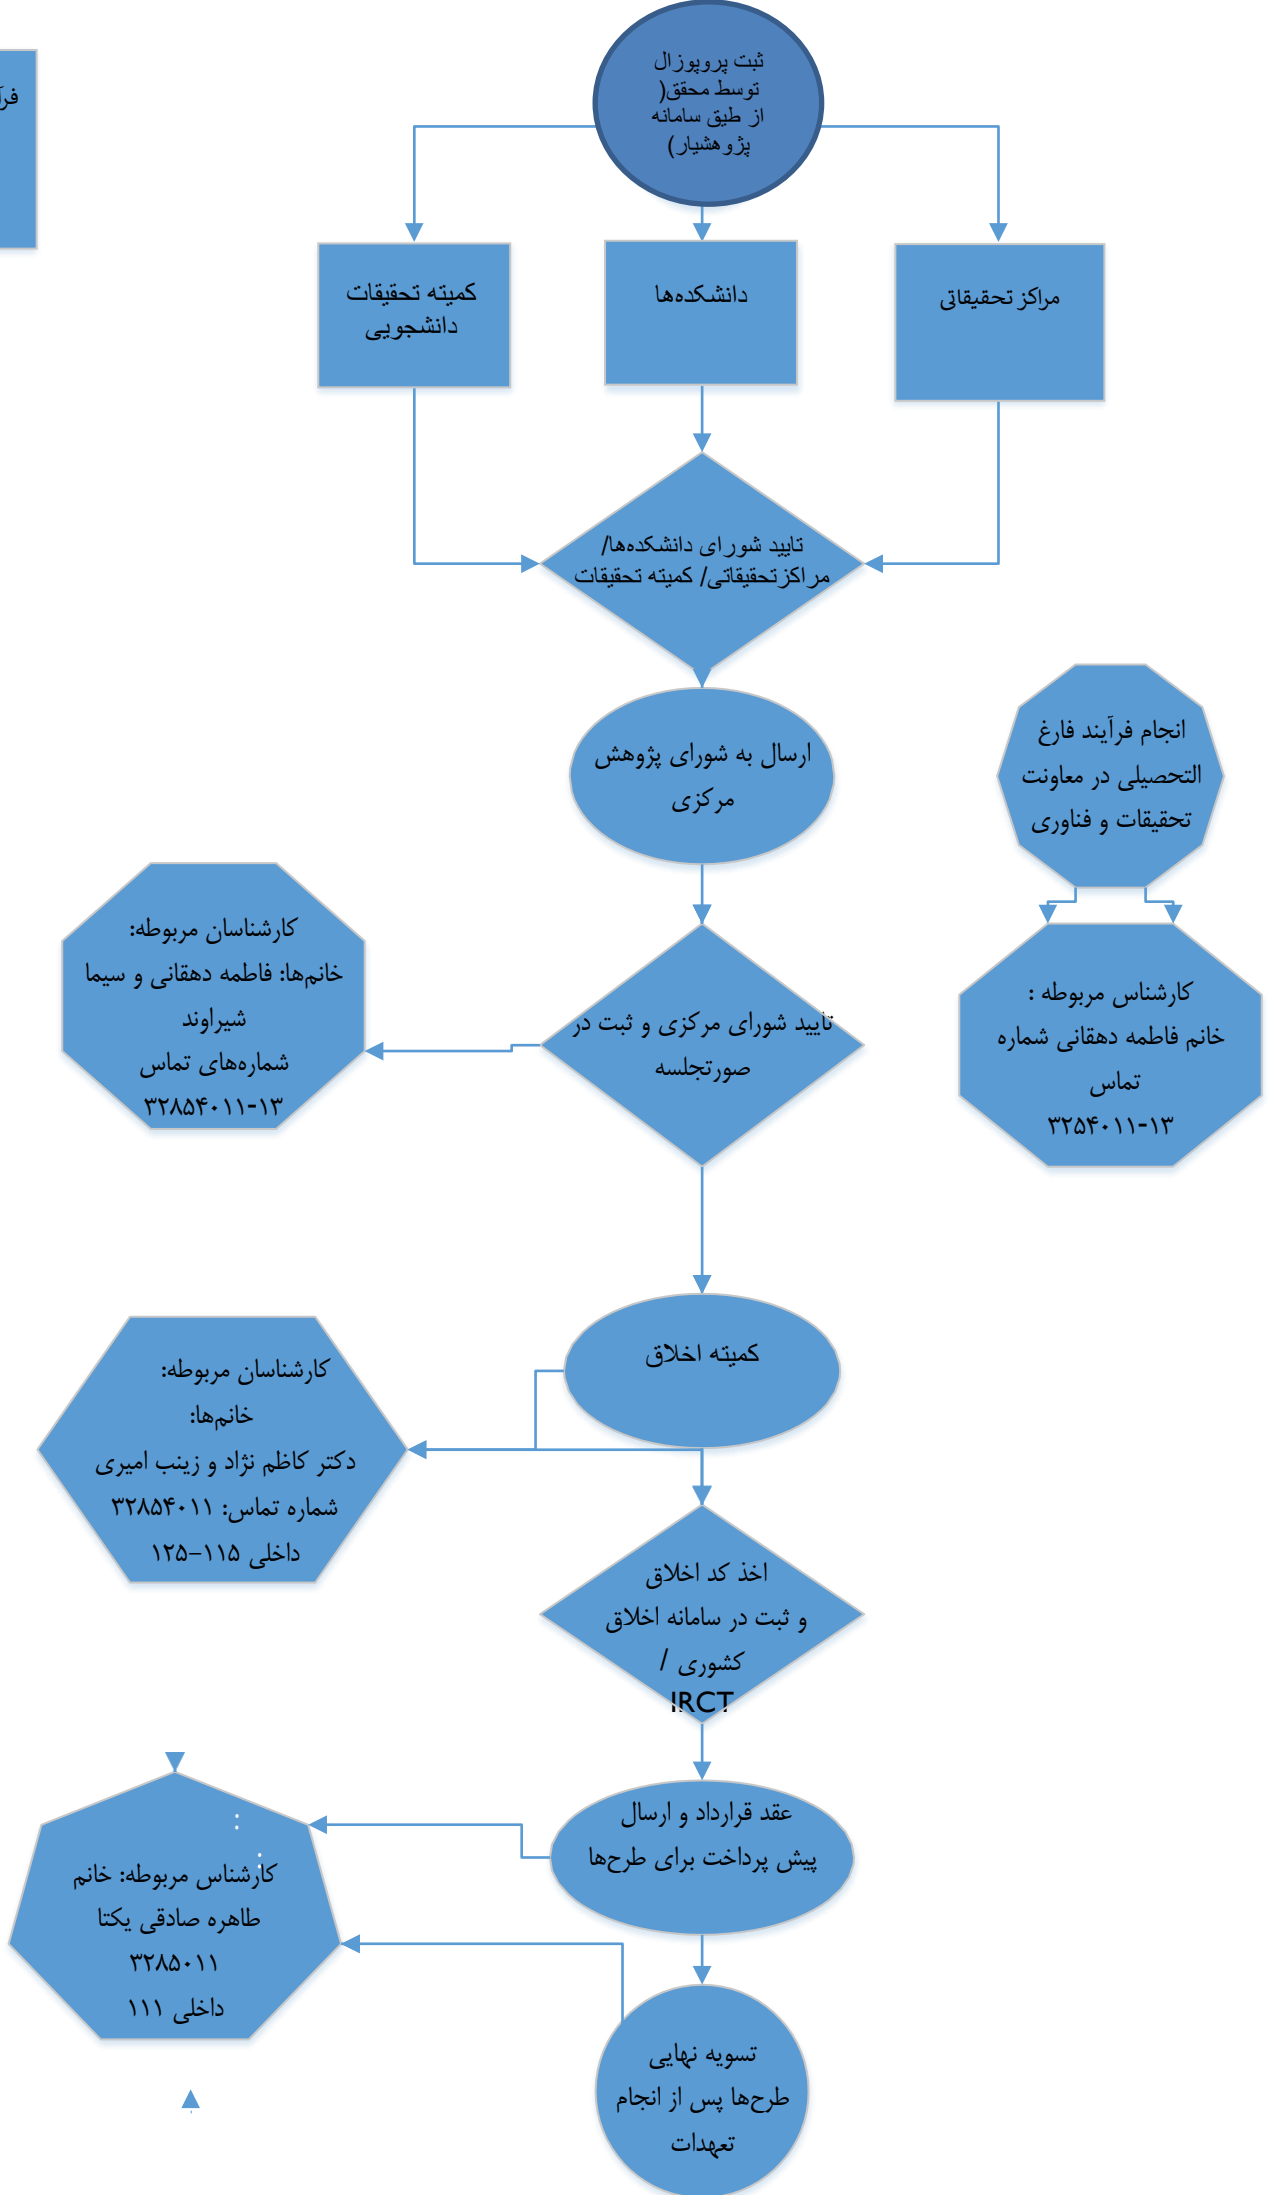 ثبت پروپوزال
توسط محقق(
از طیق سامانه
پژوهشیار)
کمیته تحقیقات
دانشجویی
دانشکده‌ها
مراکز تحقیقاتی
تایید شورای دانشکده‌ها/
مراکزتحقیقاتی/ کمیته تحقیقات
ارسال به شورای پژوهش
مرکزی
انجام فرآیند فارغ
التحصیلی در معاونت
تحقیقات و فناوری
کارشناسان مربوطه:
خانم‌ها: فاطمه دهقانی و سیما
شیراوند
شماره‌های تماس
۳۲۸۵۴۰۱۱-۱۳
تأیید شورای مرکزی و ثبت در
صورتجلسه
کارشناس مربوطه :
خانم فاطمه دهقانی شماره
تماس
۳۲۵۴۰۱۱-۱۳
کمیته اخلاق
کارشناسان مربوطه:
خانم‌ها:
دکتر کاظم نژاد و زینب امیری
شماره تماس: ۳۲۸۵۴۰۱۱
داخلی ۱۱۵–۱۲۵
اخذ کد اخلاق
و ثبت در سامانه اخلاق
کشوری /
IRCT
عقد قرارداد و ارسال
پیش پرداخت برای طرح‌ها
:
:
کارشناس مربوطه: خانم
طاهره صادقی یکتا
۳۲۸۵۰۱۱
داخلی ۱۱۱
تسویه نهایی
طرح‌ها پس از انجام
تعهدات